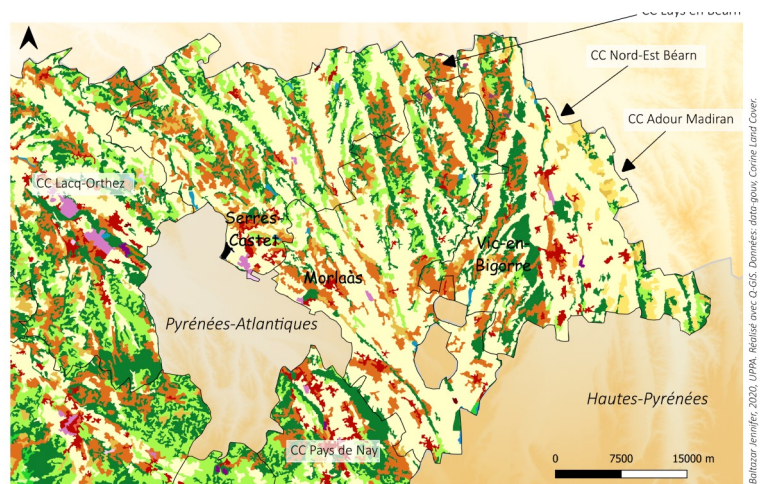 CC Luys en Béarn
CC Nord-Est Béarn
CC Adour Madiran
CC Lacq-Orthez
Serres-
Castet
Morlaàs
Vic-en-
Bigorre
Pyrénées-Atlantiques
Hautes-Pyrénées
CC Pays de Nay
0 7500 15000 m
Baltazar Jennifer, 2020, UPPA. Réalisé avec Q-GIS. Données: data-gouv, Corine Land Cover.